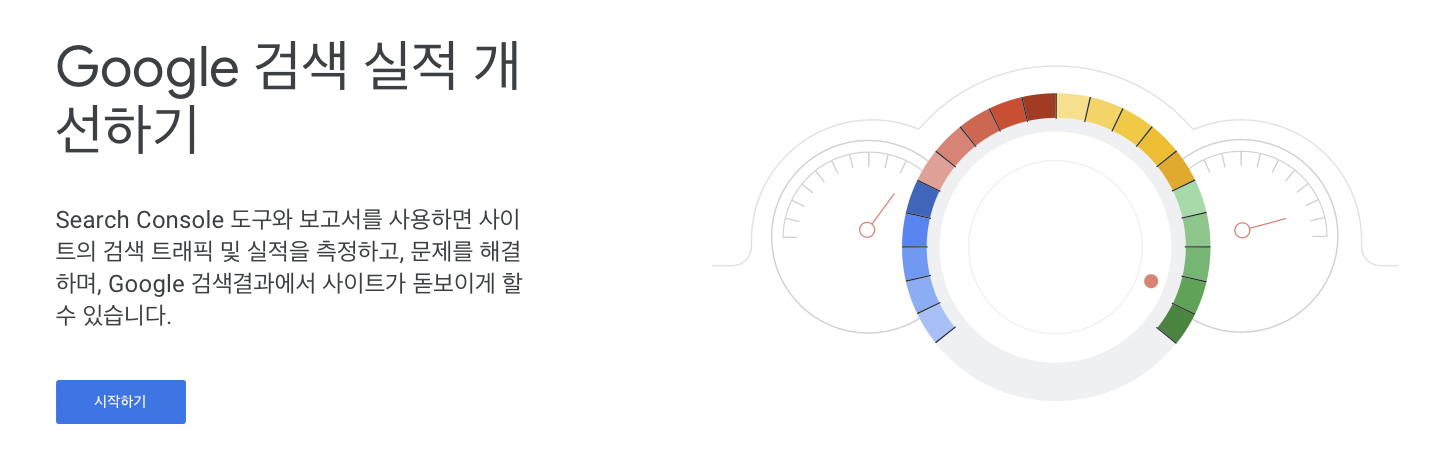 Google 검색 실적 개
선하기
Search Console 도구와 보고서를 사용하면 사이
트의 검색 트래픽 및 실적을 측정하고, 문제를 해결
하며, Google 검색결과에서 사이트가 돋보이게 할
수 있습니다.
시작하기